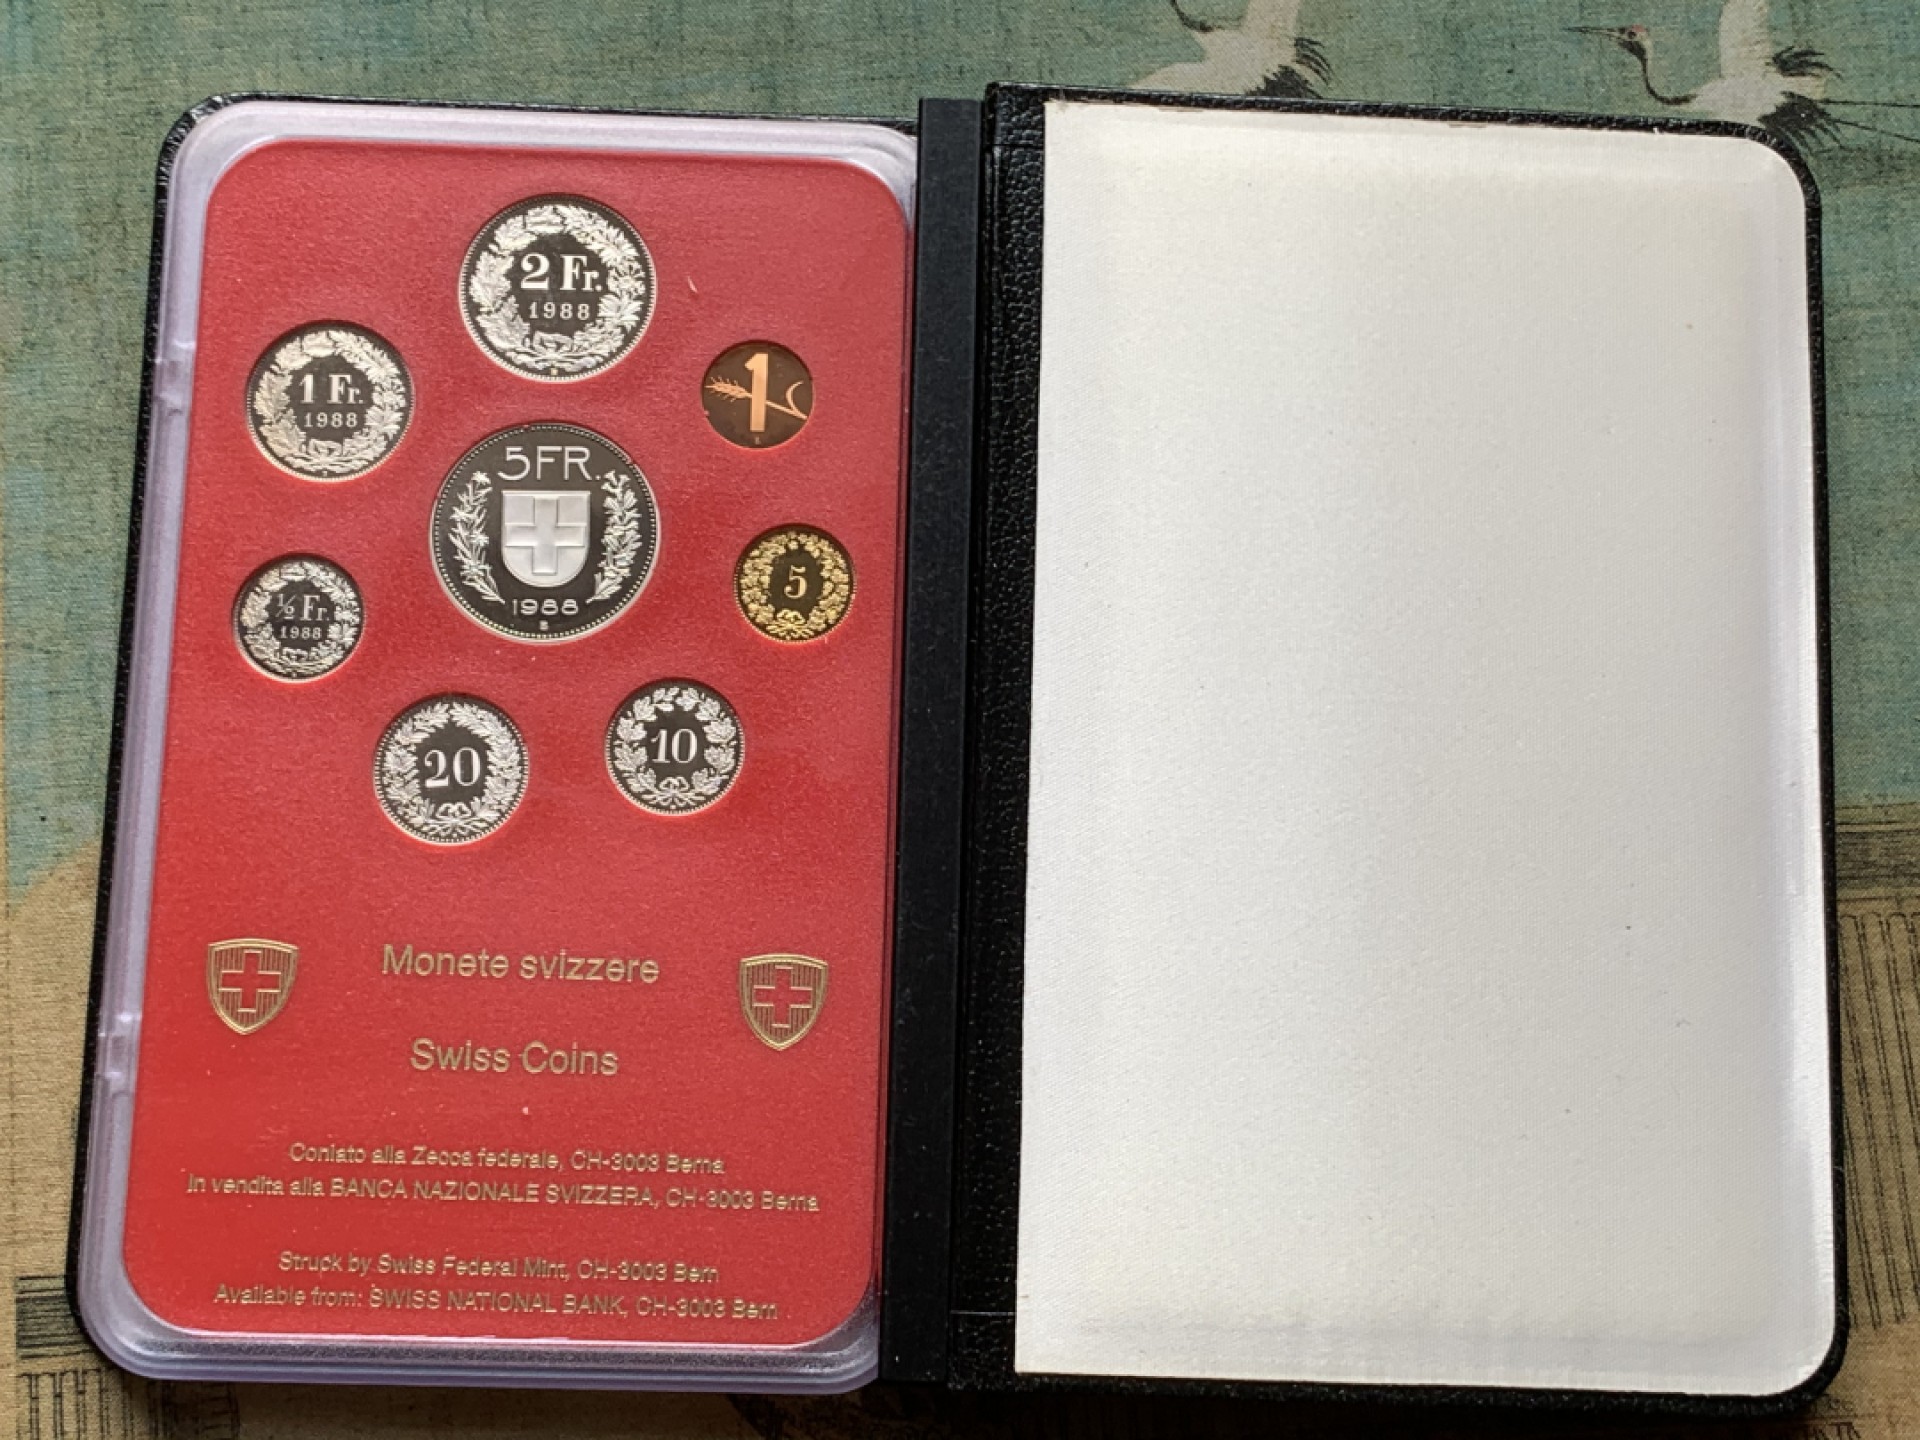 2 Fr.
1988
1 Fr.
1988
1
5 FR.
1988
B
5
½ Fr.
1988
20
10
Monete svizzere
Swiss Coins
Coniato alla Zecca federale, CH-3003 Berna
In vendita alla BANCA NAZIONALE SVIZZERA, CH-3003 Berna
Struck by Swiss Federal Mint, CH-3003 Bern
Available from: SWISS NATIONAL BANK, CH-3003 Bern